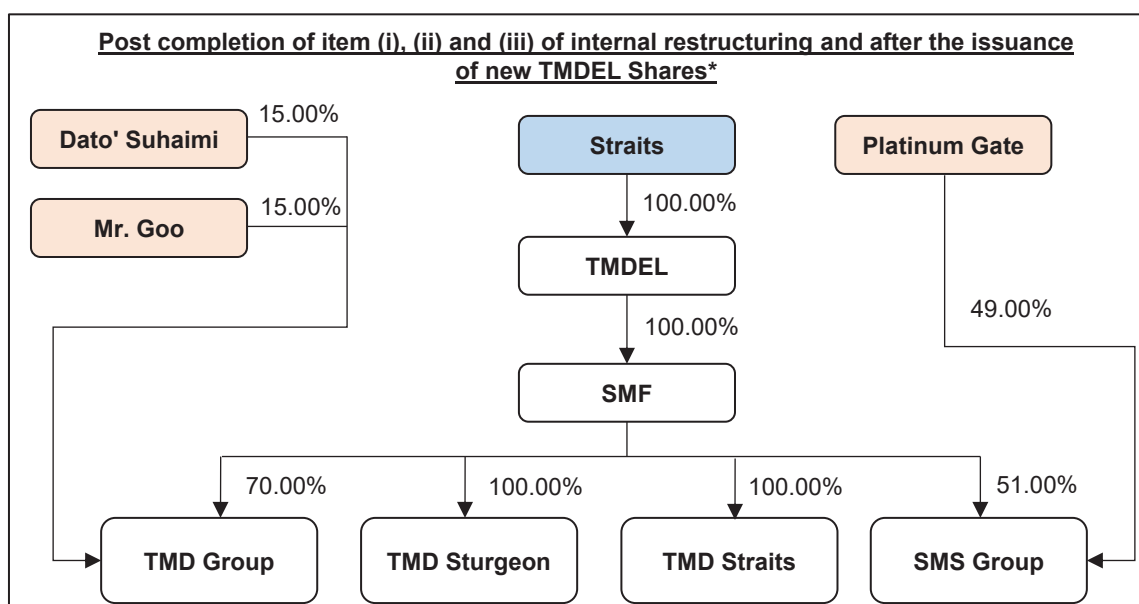 Post completion of item (i), (ii) and (iii) of internal restructuring and after the issuance
of new TMDEL Shares*
Dato' Suhaimi
15.00%
Straits
Platinum Gate
Mr. Goo
15.00%
100.00%
TMDEL
100.00%
49.00%
SMF
70.00%
100.00%
100.00%
51.00%
TMD Group
TMD Sturgeon
TMD Straits
SMS Group